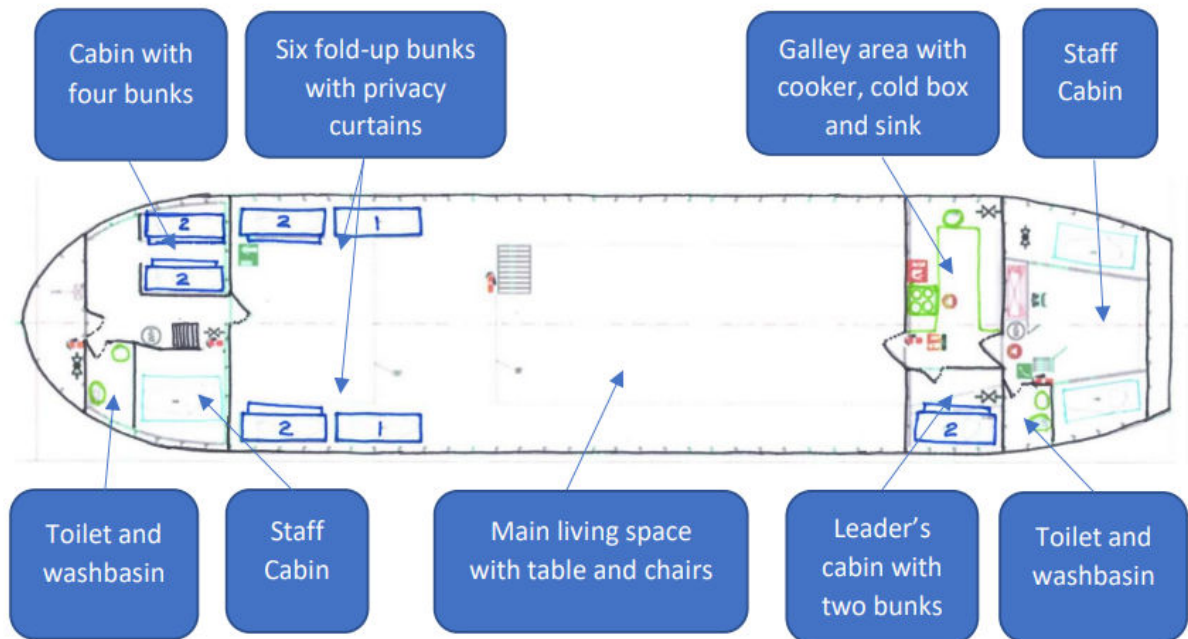 Cabin with
four bunks
Six fold-up bunks
with privacy
curtains
Galley area with
cooker, cold box
and sink
Staff
Cabin
2
2
1
2
2
1
2
Toilet and
washbasin
Staff
Cabin
Main living space
with table and chairs
Leader’s
cabin with
two bunks
Toilet and
washbasin